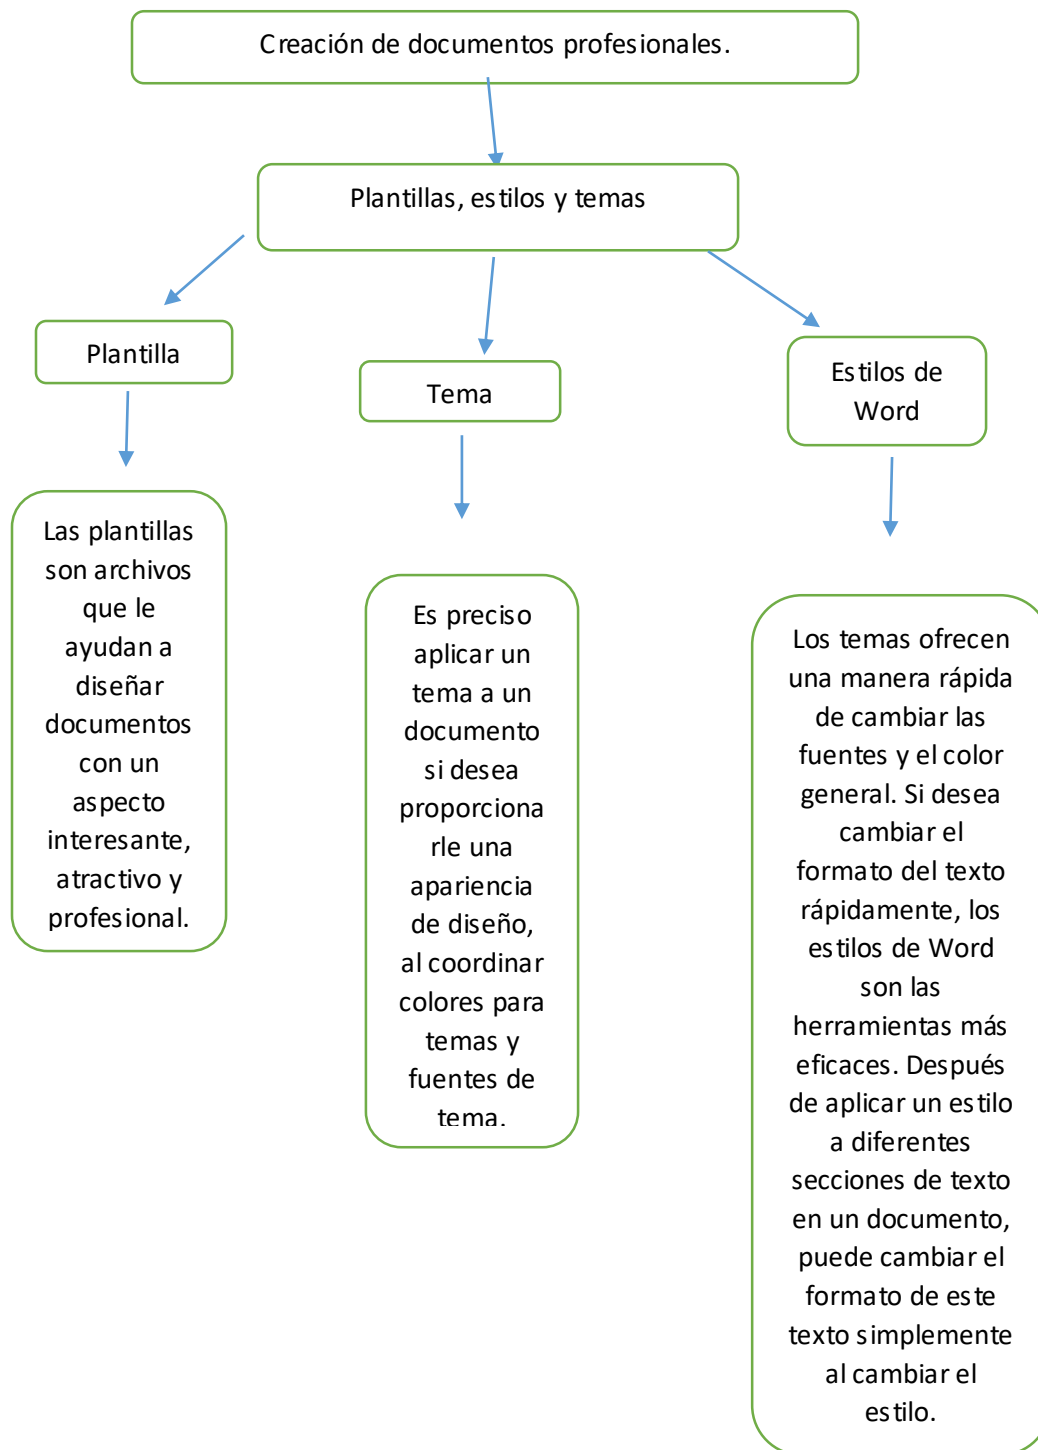 Creación de documentos profesionales.
Plantillas, estilos y temas
Plantilla
Tema
Estilos de
Word
Las plantillas
son archivos
que le
ayudan a
diseñar
documentos
con un
aspecto
interesante,
atractivo y
profesional.
Es preciso
aplicar un
tema a un
documento
si desea
proporciona
rle una
apariencia
de diseño,
al coordinar
colores para
temas y
fuentes de
tema.
Los temas ofrecen
una manera rápida
de cambiar las
fuentes y el color
general. Si desea
cambiar el
formato del texto
rápidamente, los
estilos de Word
son las
herramientas más
eficaces. Después
de aplicar un estilo
a diferentes
secciones de texto
en un documento,
puede cambiar el
formato de este
texto simplemente
al cambiar el
estilo.